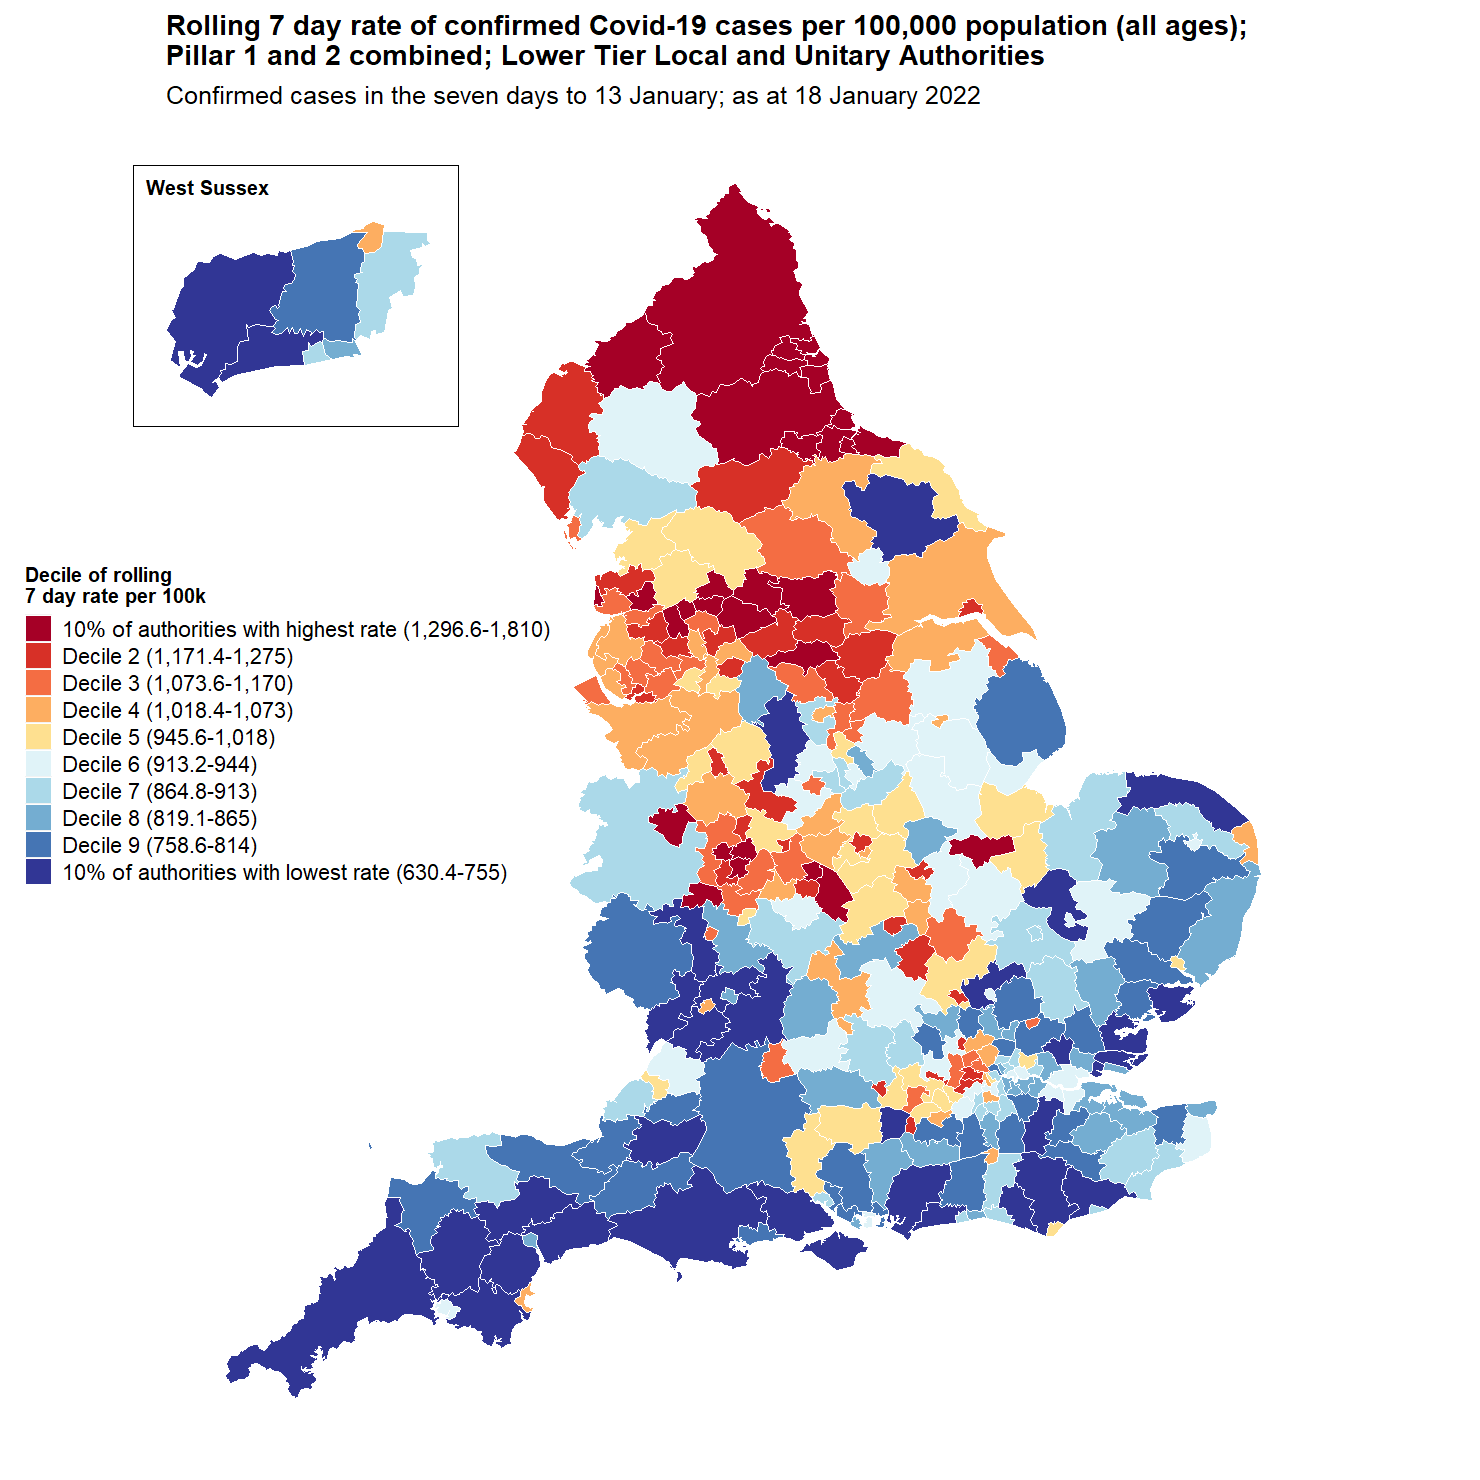 Rolling 7 day rate of confirmed Covid-19 cases per 100,000 population (all ages);
Pillar 1 and 2 combined; Lower Tier Local and Unitary Authorities
Confirmed cases in the seven days to 13 January; as at 18 January 2022
West Sussex
Decile of rolling
7 day rate per 100k
10% of authorities with highest rate (1,296.6-1,810)
Decile 2 (1,171.4-1,275)
Decile 3 (1,073.6-1,170)
Decile 4 (1,018.4-1,073)
Decile 5 (945.6-1,018)
Decile 6 (913.2-944)
Decile 7 (864.8-913)
Decile 8 (819.1-865)
Decile 9 (758.6-814)
10% of authorities with lowest rate (630.4-755)